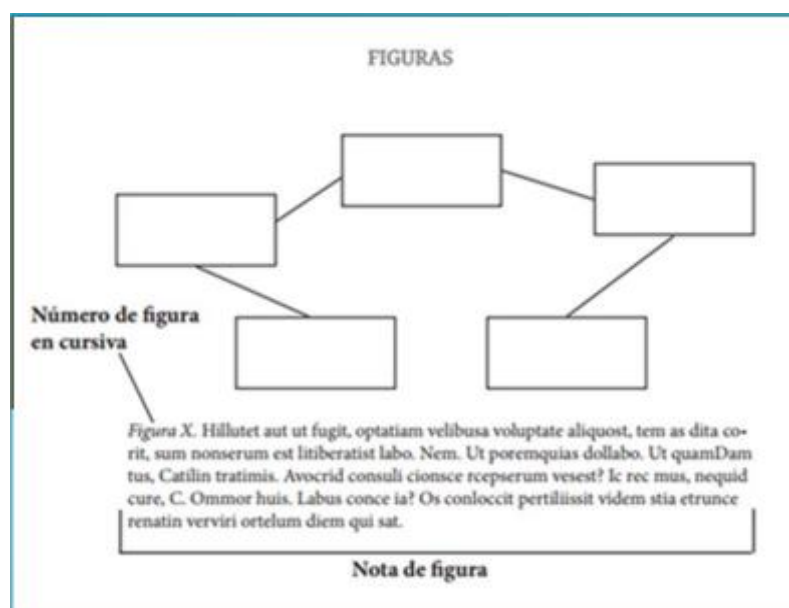 FIGURAS
Número de figura
en cursiva
Figura X. Hillutet aut ut fugit, optatiam velibusa voluptate aliquost, tem as dita co-
rit, sum nonserum est litiberatist labo. Nem. Ut poremquias dollabo. Ut quamDam
tus, Catilin tratimis. Avocrid consuli cionsce rcepserum vesest? Ic rec mus, nequid
cure, C. Ommor huis. Labus conce ia? Os conloccit pertiliissit videm stia etrunce
renatin verviri ortelum diem qui sat.
Nota de figura